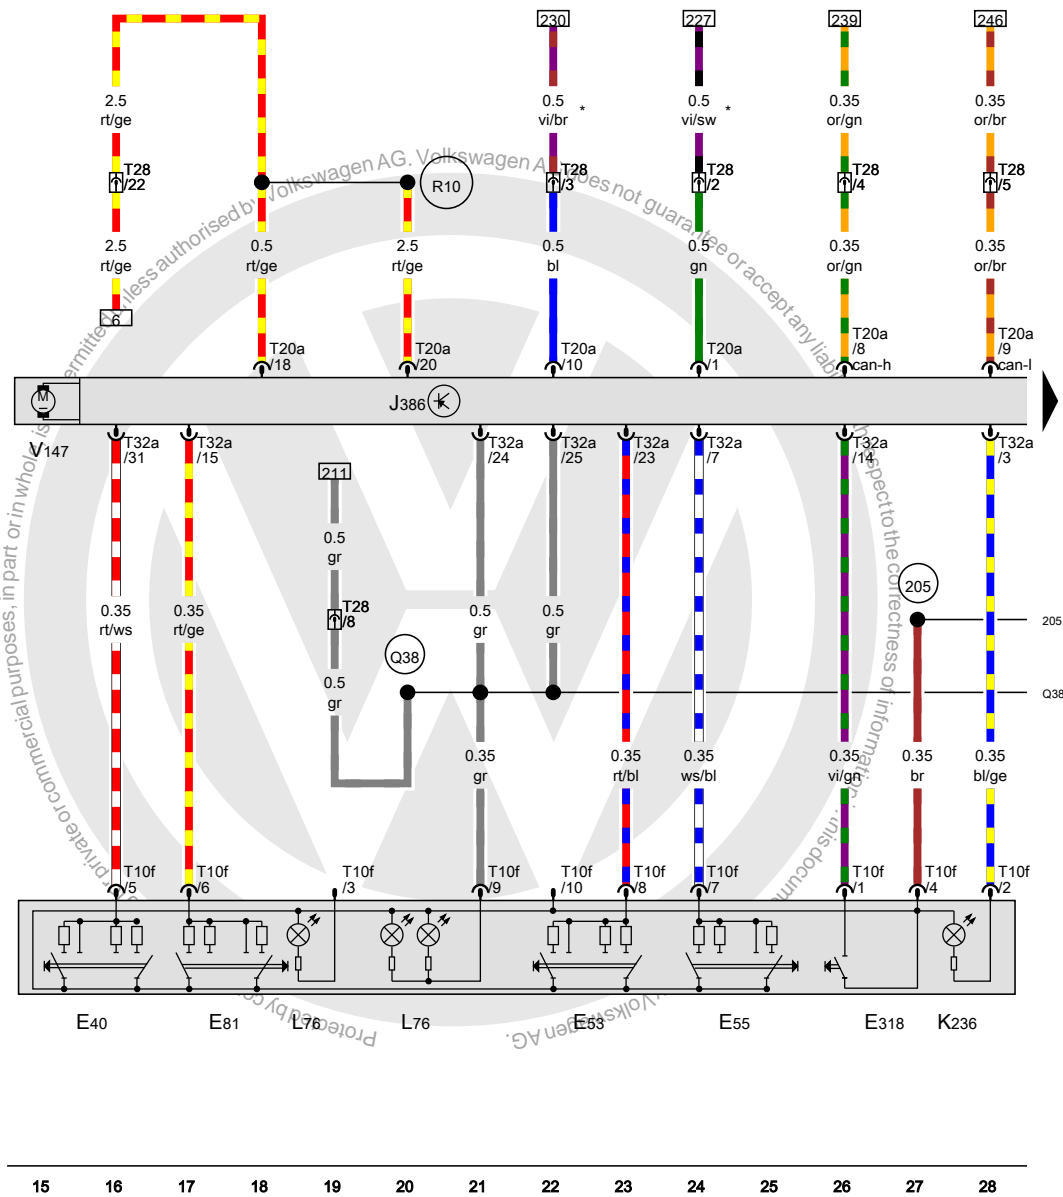 230 227 239 246
2.5 0.5 0.5 0.35 0.35
rt/ge vi/br * vi/sw * or/gn or/br
T28 /22 R10 T28 /3 T28 /2 T28 /4 T28 /5
2.5 0.5 2.5 0.5 0.5 0.35 0.35
rt/ge rt/ge rt/ge bl gn or/gn or/br
6
T20a /18 T20a /20 T20a /10 T20a /1 T20a /8 can-h T20a /9 can-l
M J386
V147
T32a /31 T32a /15 T32a /24 T32a /25 T32a /23 T32a /7 T32a /14 T32a /3
211
0.5
gr
205
0.35 0.35 T28 /8 0.5 0.5 205
rt/ws rt/ge gr gr
Q38
0.5 Q38
gr
0.35 0.35 0.35 0.35 0.35 0.35
gr rt/bl ws/bl vi/gn br bl/ge
T10f /5 T10f /6 T10f /3 T10f /9 T10f /10 T10f /8 T10f /7 T10f /1 T10f /4 T10f /2
E40 E81 L76 L76 E53 E55 E318 K236
15 16 17 18 19 20 21 22 23 24 25 26 27 28